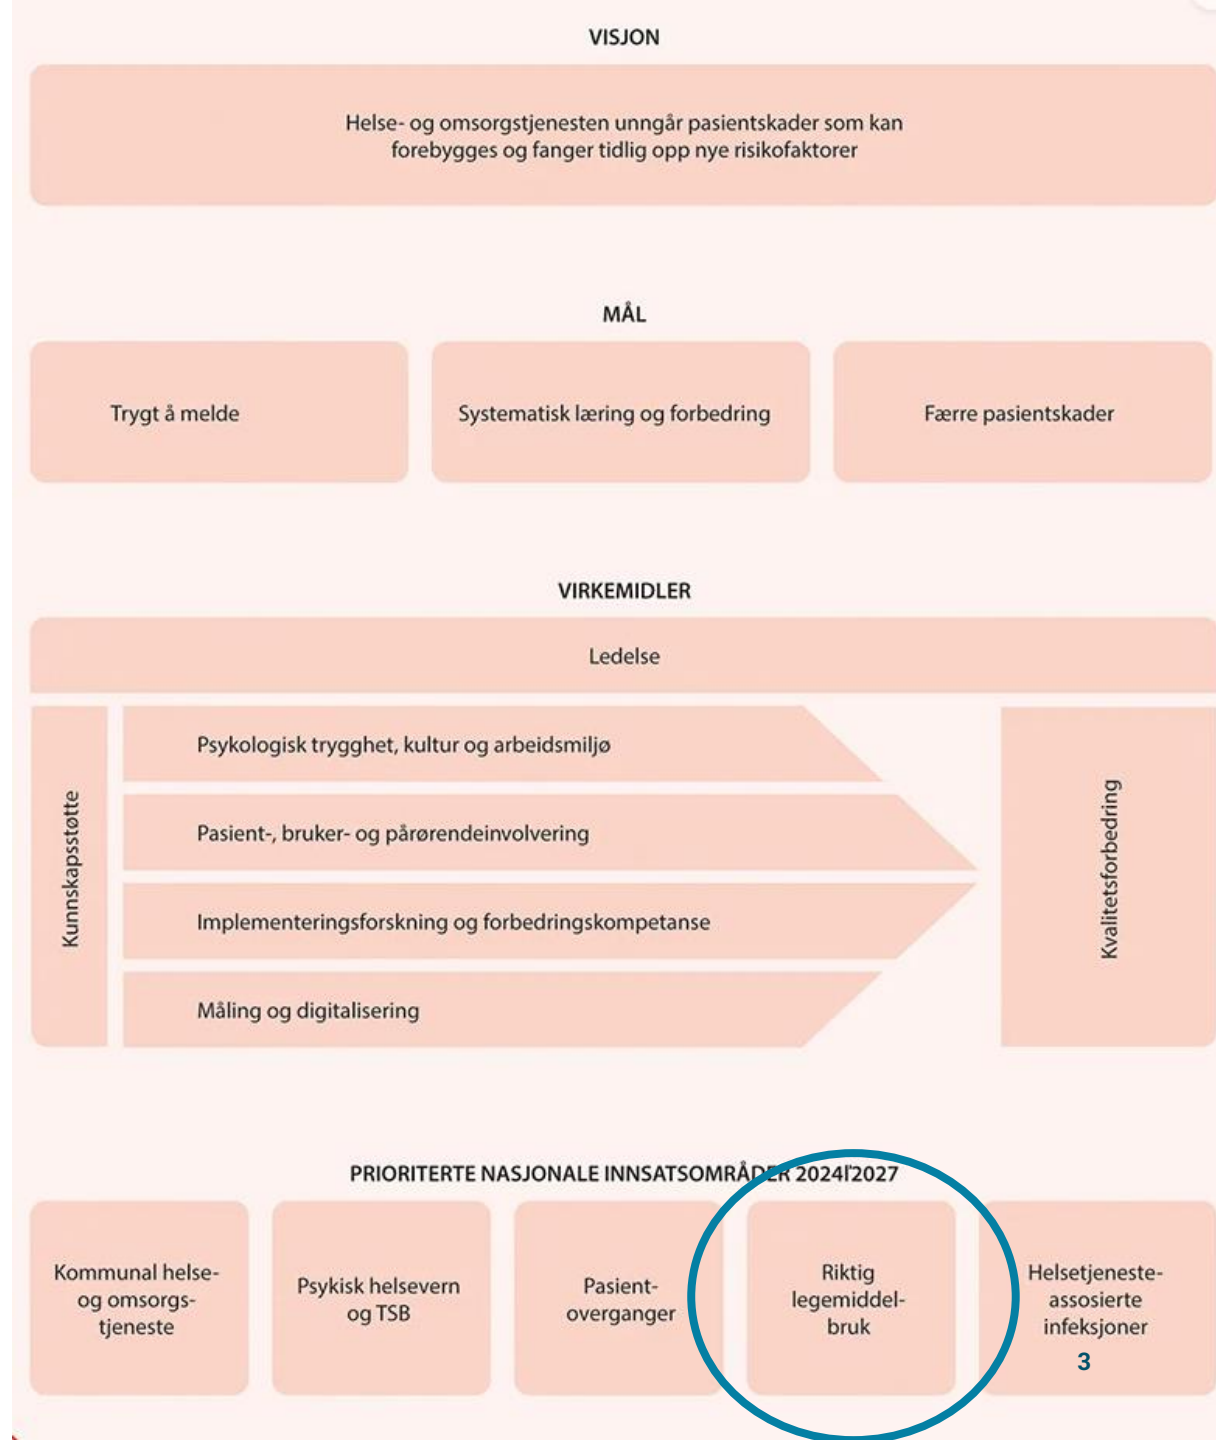 VISJON
Helse- og omsorgstjenesten unngår pasientskader som kan
forebygges og fanger tidlig opp nye risikofaktorer
MÅL
Trygt å melde
Systematisk læring og forbedring
Færre pasientskader
VIRKEMIDLER
Ledelse
Kunnskapsstøtte
Psykologisk trygghet, kultur og arbeidsmiljø
Pasient-, bruker- og pårørendeinvolvering
Implementeringsforskning og forbedringskompetanse
Måling og digitalisering
Kvalitetsforbedring
PRIORITERTE NASJONALE INNSATSOMRÅDER 2024ľ2027
Kommunal helse-
og omsorgs-
tjeneste
Psykisk helsevern
og TSB
Pasient-
overganger
Riktig
legemiddel-
bruk
Helsetjeneste-
assosierte
infeksjoner
3